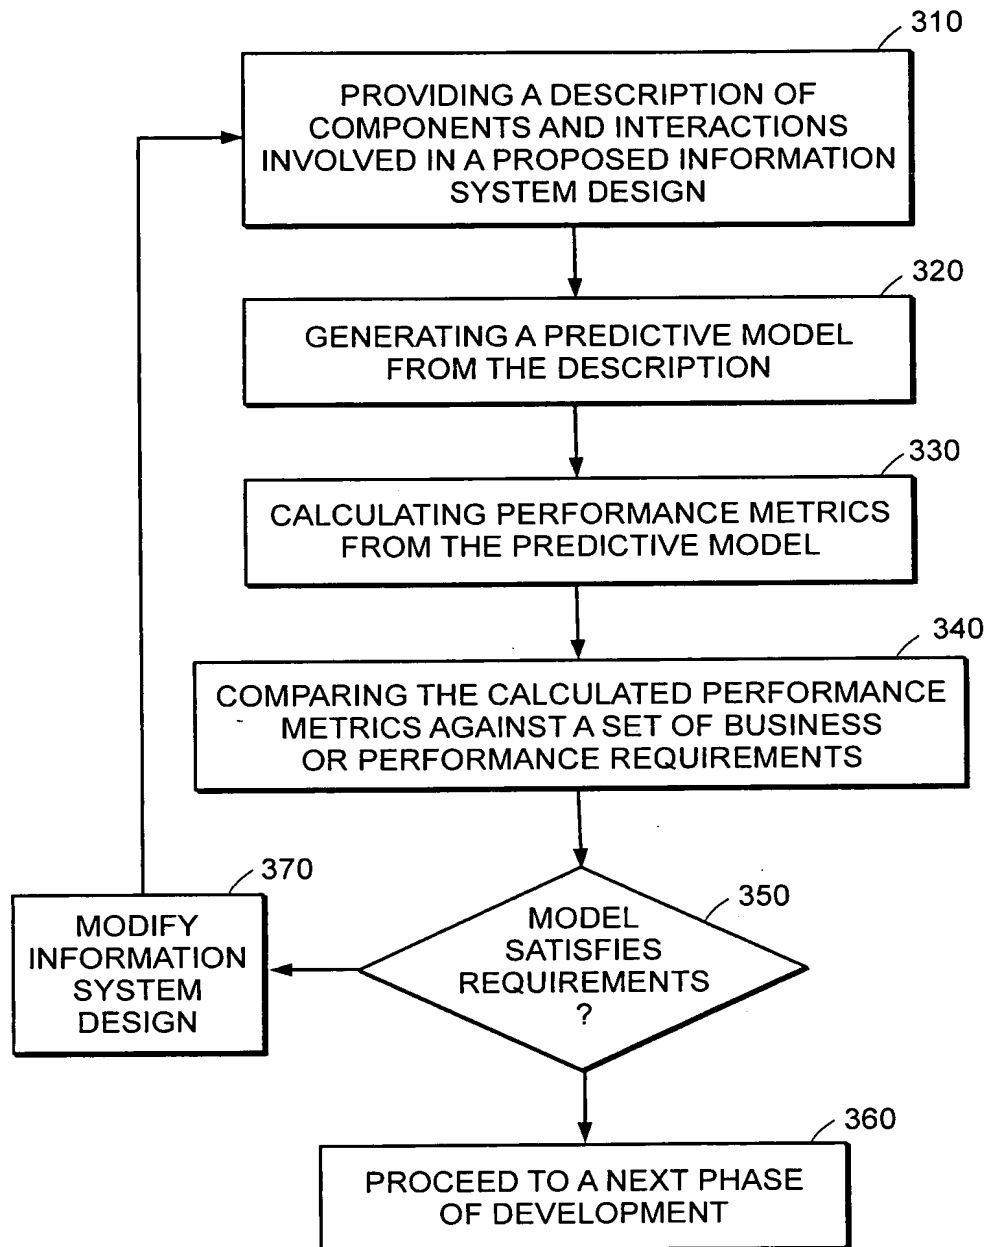 310
PROVIDING A DESCRIPTION OF
COMPONENTS AND INTERACTIONS
INVOLVED IN A PROPOSED INFORMATION
SYSTEM DESIGN
320
GENERATING A PREDICTIVE MODEL
FROM THE DESCRIPTION
330
CALCULATING PERFORMANCE METRICS
FROM THE PREDICTIVE MODEL
340
COMPARING THE CALCULATED PERFORMANCE
METRICS AGAINST A SET OF BUSINESS
OR PERFORMANCE REQUIREMENTS
350
MODEL
SATISFIES
REQUIREMENTS
?
370
MODIFY
INFORMATION
SYSTEM
DESIGN
360
PROCEED TO A NEXT PHASE
OF DEVELOPMENT